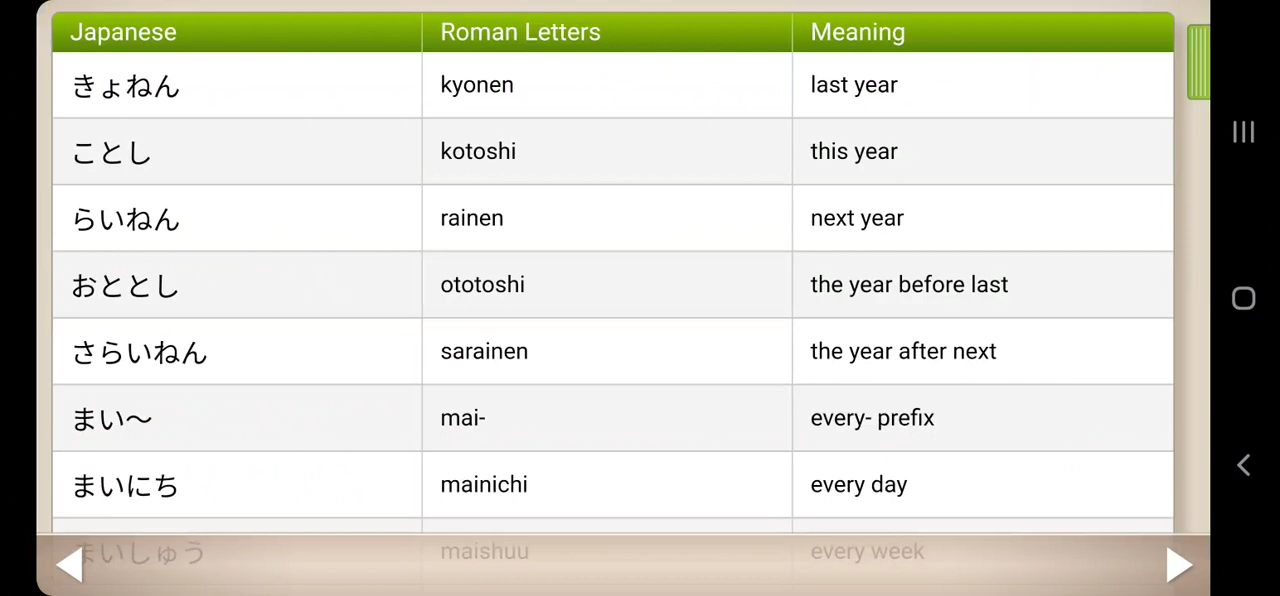 Japanese Roman Letters Meaning
きょねん kyonen last year
ことし kotoshi this year
らいねん rainen next year
おととし ototoshi the year before last
さらいねん sarainen the year after next
まい〜 mai- every- prefix
まいにち mainichi every day
まいしゅう maishuu every week